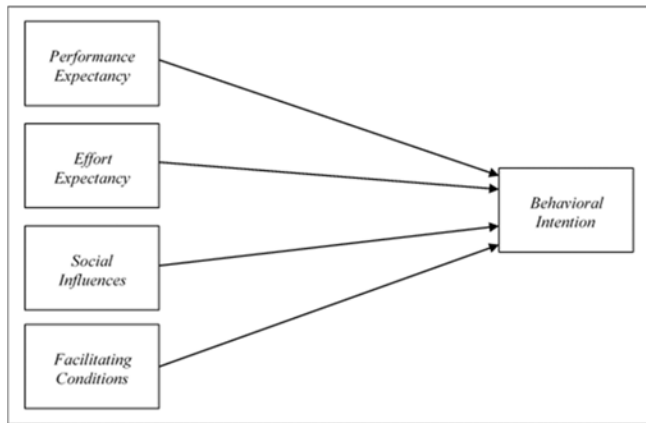 Performance
Expectancy
Effort
Expectancy
Behavioral
Intention
Social
Influences
Facilitating
Conditions